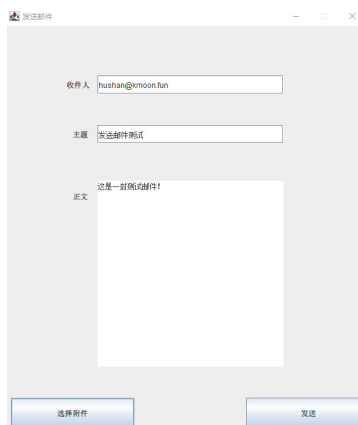 发送邮件
收件人 hushan@kmoon.fun
主题 发送邮件测试
正文 这是一封测试邮件!
选择附件 发送